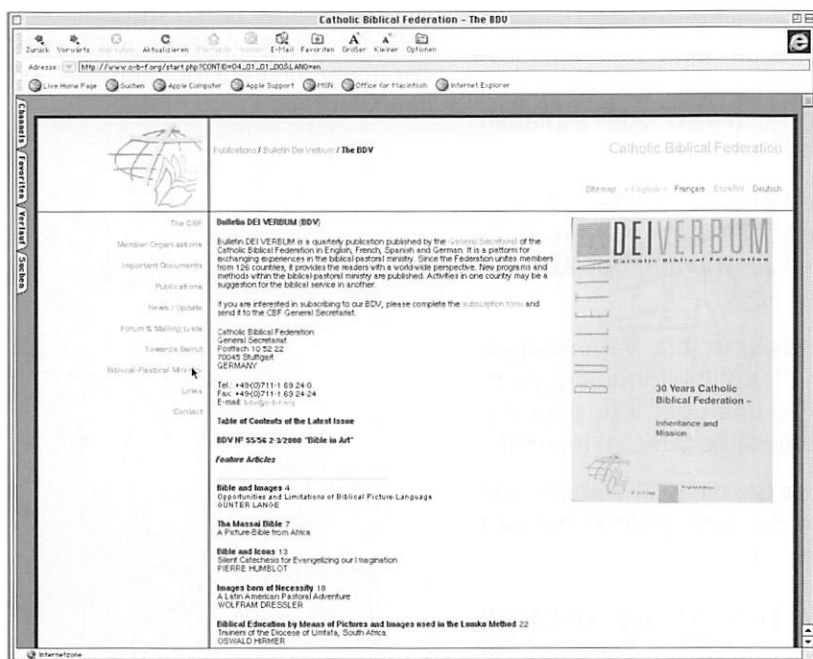 Catholic Biblical Federation – The BDV
Zurück Vorwärts Aktualisieren E-Mail Favoriten Größer Kleiner Optionen
Adresse: http://www.c-b-f.org/start.php?CONTID=04_01_01_00&LANG=en
Live Home Page Suchen Apple Computer Apple Support MSN Office for Macintosh Internet Explorer
Channels
Favoriten
Verlauf
Suchen
Publications / Bulletin Dei Verbum / The BDV
Catholic Biblical Federation
Sitemap English Français Español Deutsch
The CBF
Member Organisations
Important Documents
Publications
News / Update
Forum & Mailing Lists
Towards Beirut
Biblical-Pastoral Ministry
Links
Contact
Bulletin DEI VERBUM (BDV)
Bulletin DEI VERBUM is a quarterly publication published by the General Secretariat of the
Catholic Biblical Federation in English, French, Spanish and German. It is a platform for
exchanging experiences in the biblical-pastoral ministry. Since the Federation unites members
from 126 countries, it provides the readers with a world-wide perspective. New programs and
methods within the biblical-pastoral ministry are published. Activities in one country may be a
suggestion for the biblical service in another.
If you are interested in subscribing to our BDV, please complete the subscription form and
send it to the CBF General Secretariat.
Catholic Biblical Federation
General Secretariat
Postfach 10 52 22
70045 Stuttgart
GERMANY
Tel.: +49-(0)711-1 69 24-0
Fax: +49-(0)711-1 69 24-24
E-mail: bdv@c-b-f.org
Table of Contents of the Latest Issue
BDV Nº 55/56 2-3/2000 "Bible in Art"
Feature Articles
Bible and Images 4
Opportunities and Limitations of Biblical Picture-Language
GÜNTER LANGE
The Massai Bible 7
A Picture-Bible from Africa
Bible and Icons 13
Silent Catechesis for Evangelizing our Imagination
PIERRE HUMBLOT
Images born of Necessity 18
A Latin American Pastoral Adventure
WOLFRAM DRESSLER
Biblical Education by Means of Pictures and Images used in the Lumko Method 22
Trainers of the Diocese of Umtata, South Africa
OSWALD HIRMER
DEI VERBUM
Catholic Biblical Federation
BULLETIN
30 Years Catholic
Biblical Federation –
Inheritance and
Mission
Internetzone